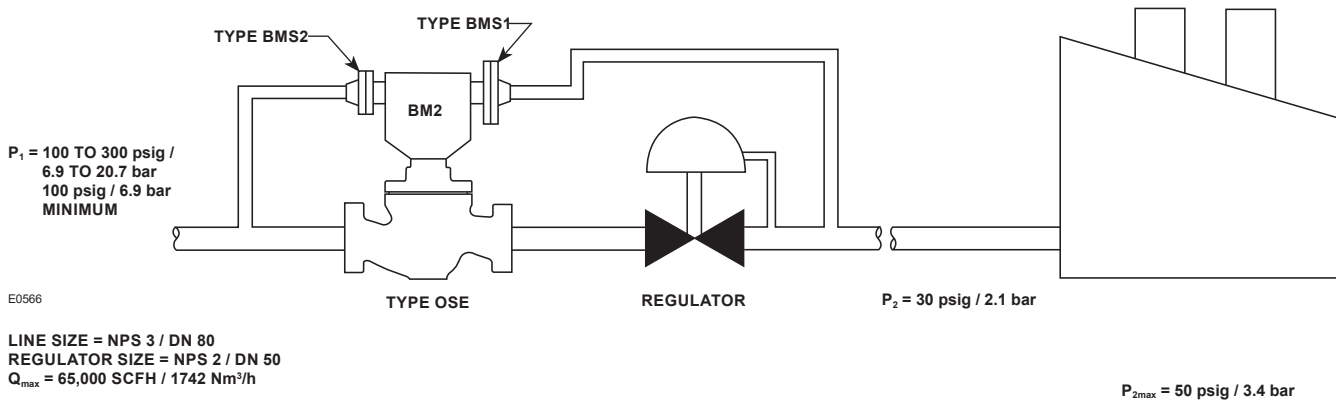 TYPE BMS2
TYPE BMS1
BM2
P₁ = 100 TO 300 psig /
6.9 TO 20.7 bar
100 psig / 6.9 bar
MINIMUM
E0566
TYPE OSE
REGULATOR
P₂ = 30 psig / 2.1 bar
LINE SIZE = NPS 3 / DN 80
REGULATOR SIZE = NPS 2 / DN 50
Qₘₐₓ = 65,000 SCFH / 1742 Nm³/h
P₂ₘₐₓ = 50 psig / 3.4 bar